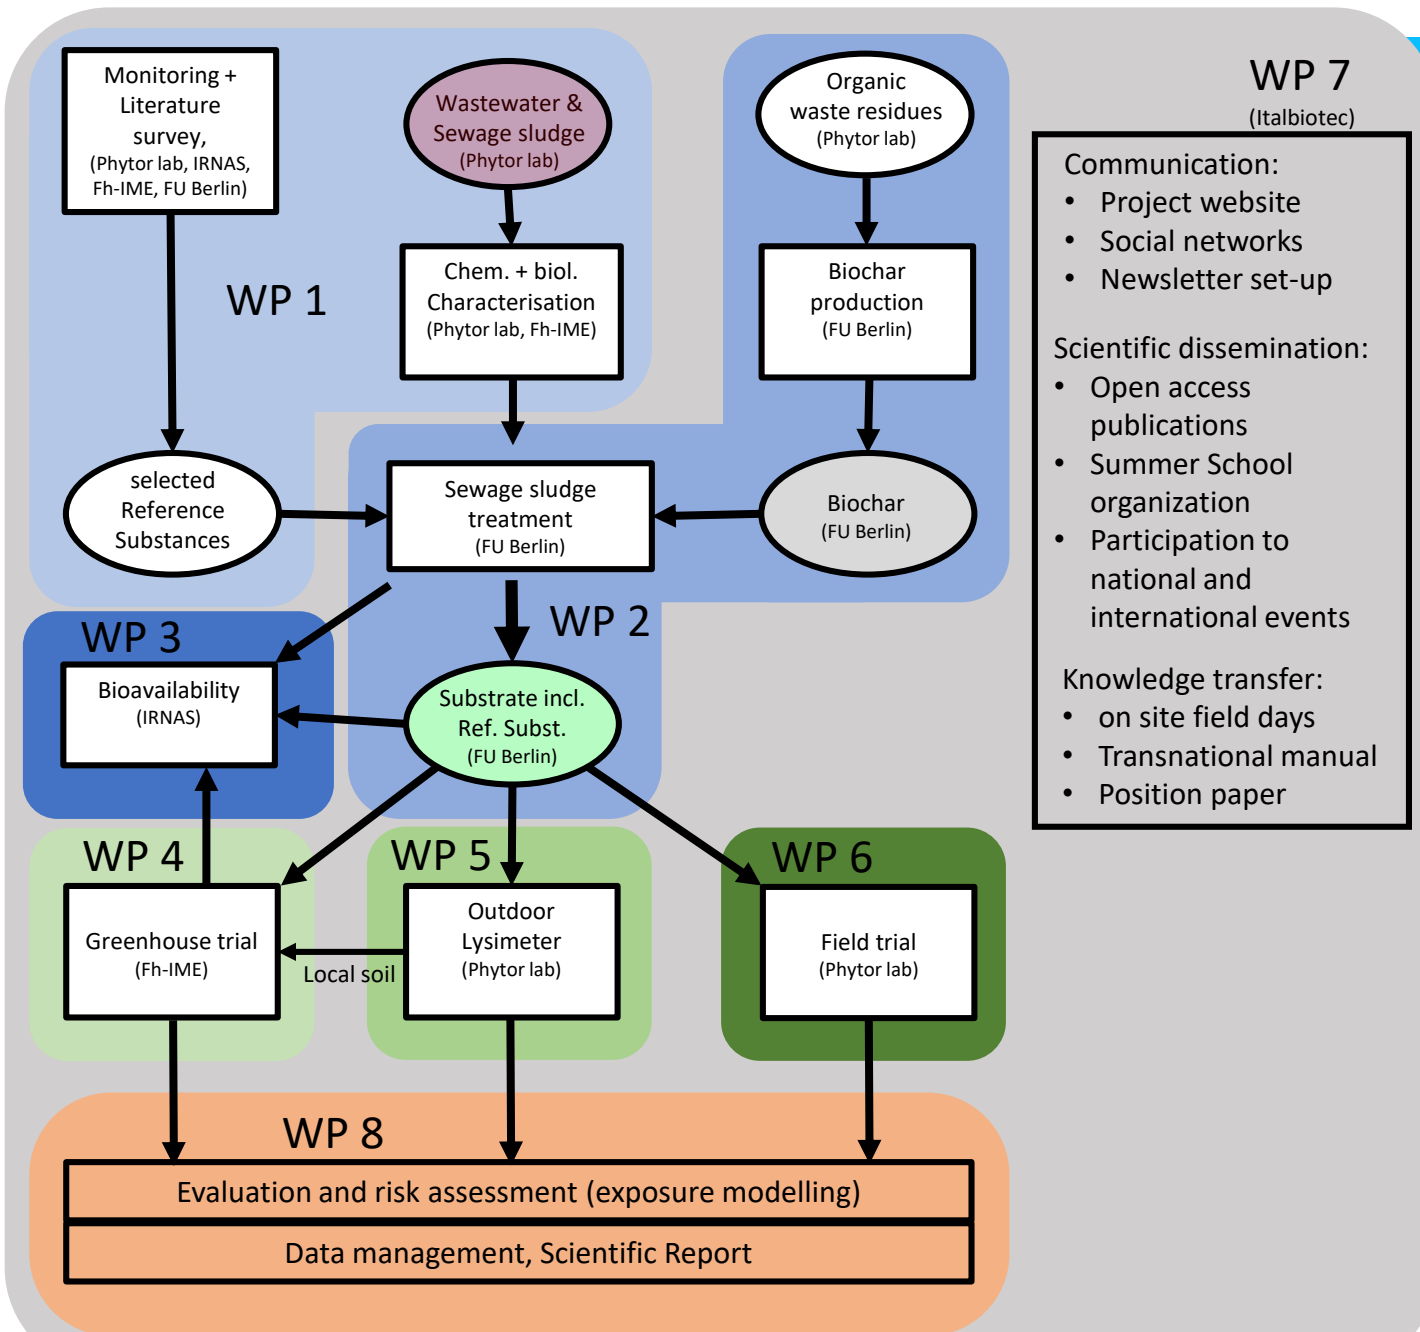 Monitoring +
Literature
survey,
(Phytor lab, IRNAS,
Fh-IME, FU Berlin)
Wastewater &
Sewage sludge
(Phytor lab)
Organic
waste residues
(Phytor lab)
WP 7
(Italbiotec)
WP 1
Chem. + biol.
Characterisation
(Phytor lab, Fh-IME)
Biochar
production
(FU Berlin)
Communication:
• Project website
• Social networks
• Newsletter set-up
Scientific dissemination:
• Open access
publications
• Summer School
organization
• Participation to
national and
international events
Knowledge transfer:
• on site field days
• Transnational manual
• Position paper
selected
Reference
Substances
Sewage sludge
treatment
(FU Berlin)
Biochar
(FU Berlin)
WP 2
WP 3
Bioavailability
(IRNAS)
Substrate incl.
Ref. Subst.
(FU Berlin)
WP 4
WP 5
WP 6
Greenhouse trial
(Fh-IME)
Local soil
Outdoor
Lysimeter
(Phytor lab)
Field trial
(Phytor lab)
WP 8
Evaluation and risk assessment (exposure modelling)
Data management, Scientific Report